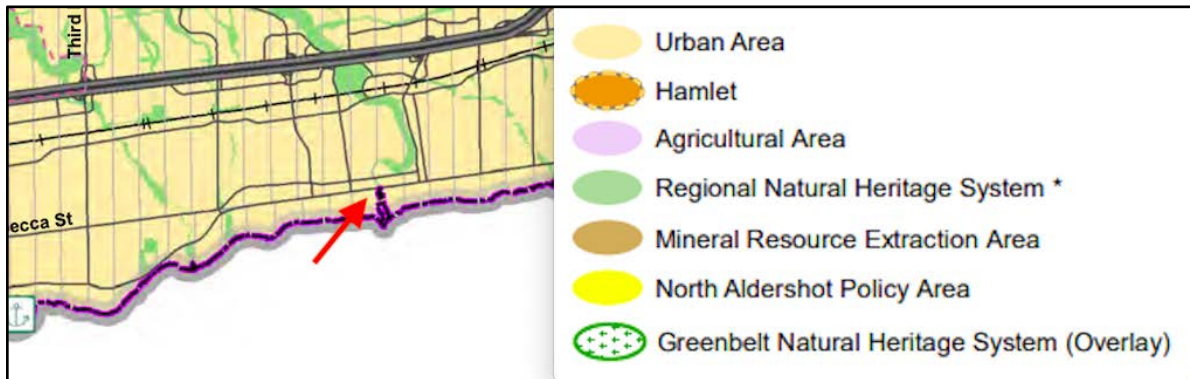 Third
ecca St
Urban Area
Hamlet
Agricultural Area
Regional Natural Heritage System *
Mineral Resource Extraction Area
North Aldershot Policy Area
Greenbelt Natural Heritage System (Overlay)